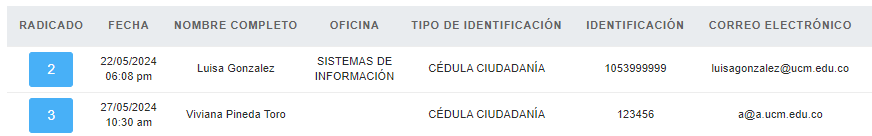 RADICADO FECHA NOMBRE COMPLETO OFICINA TIPO DE IDENTIFICACIÓN IDENTIFICACIÓN CORREO ELECTRÓNICO
2 22/05/2024 06:08 pm Luisa Gonzalez SISTEMAS DE INFORMACIÓN CÉDULA CIUDADANÍA 1053999999 luisagonzalez@ucm.edu.co
3 27/05/2024 10:30 am Viviana Pineda Toro CÉDULA CIUDADANÍA 123456 a@a.ucm.edu.co